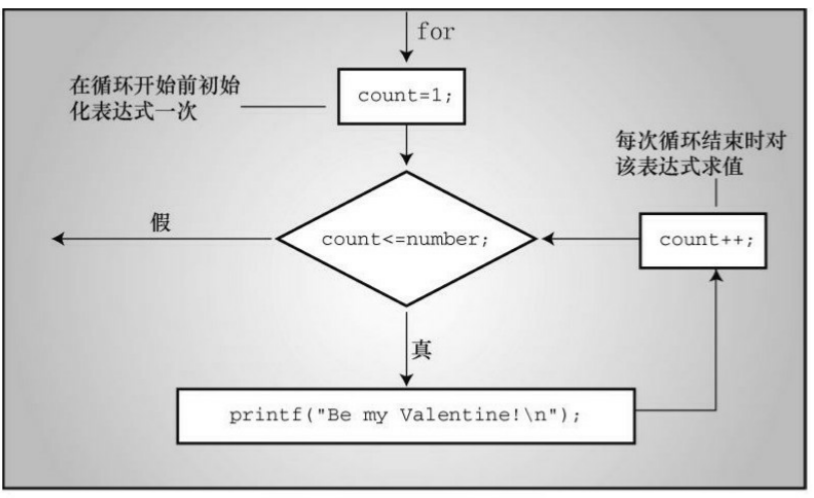 for
count=1;
在循环开始前初始
化表达式一次
每次循环结束时对
该表达式求值
假
count<=number;
count++;
真
printf("Be my Valentine!\n");